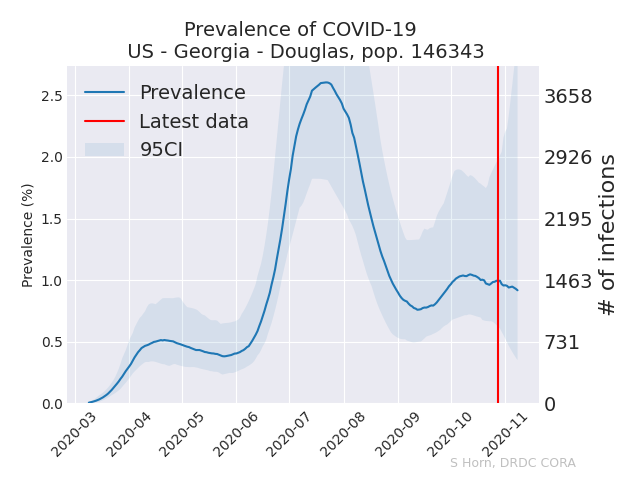 Prevalence of COVID-19
US - Georgia - Douglas, pop. 146343
Prevalence
Latest data
95CI
Prevalence (%)
2.5
2.0
1.5
1.0
0.5
0.0
3658
2926
2195
1463
731
0
# of infections
2020-03
2020-04
2020-05
2020-06
2020-07
2020-08
2020-09
2020-10
2020-11
S Horn, DRDC CORA